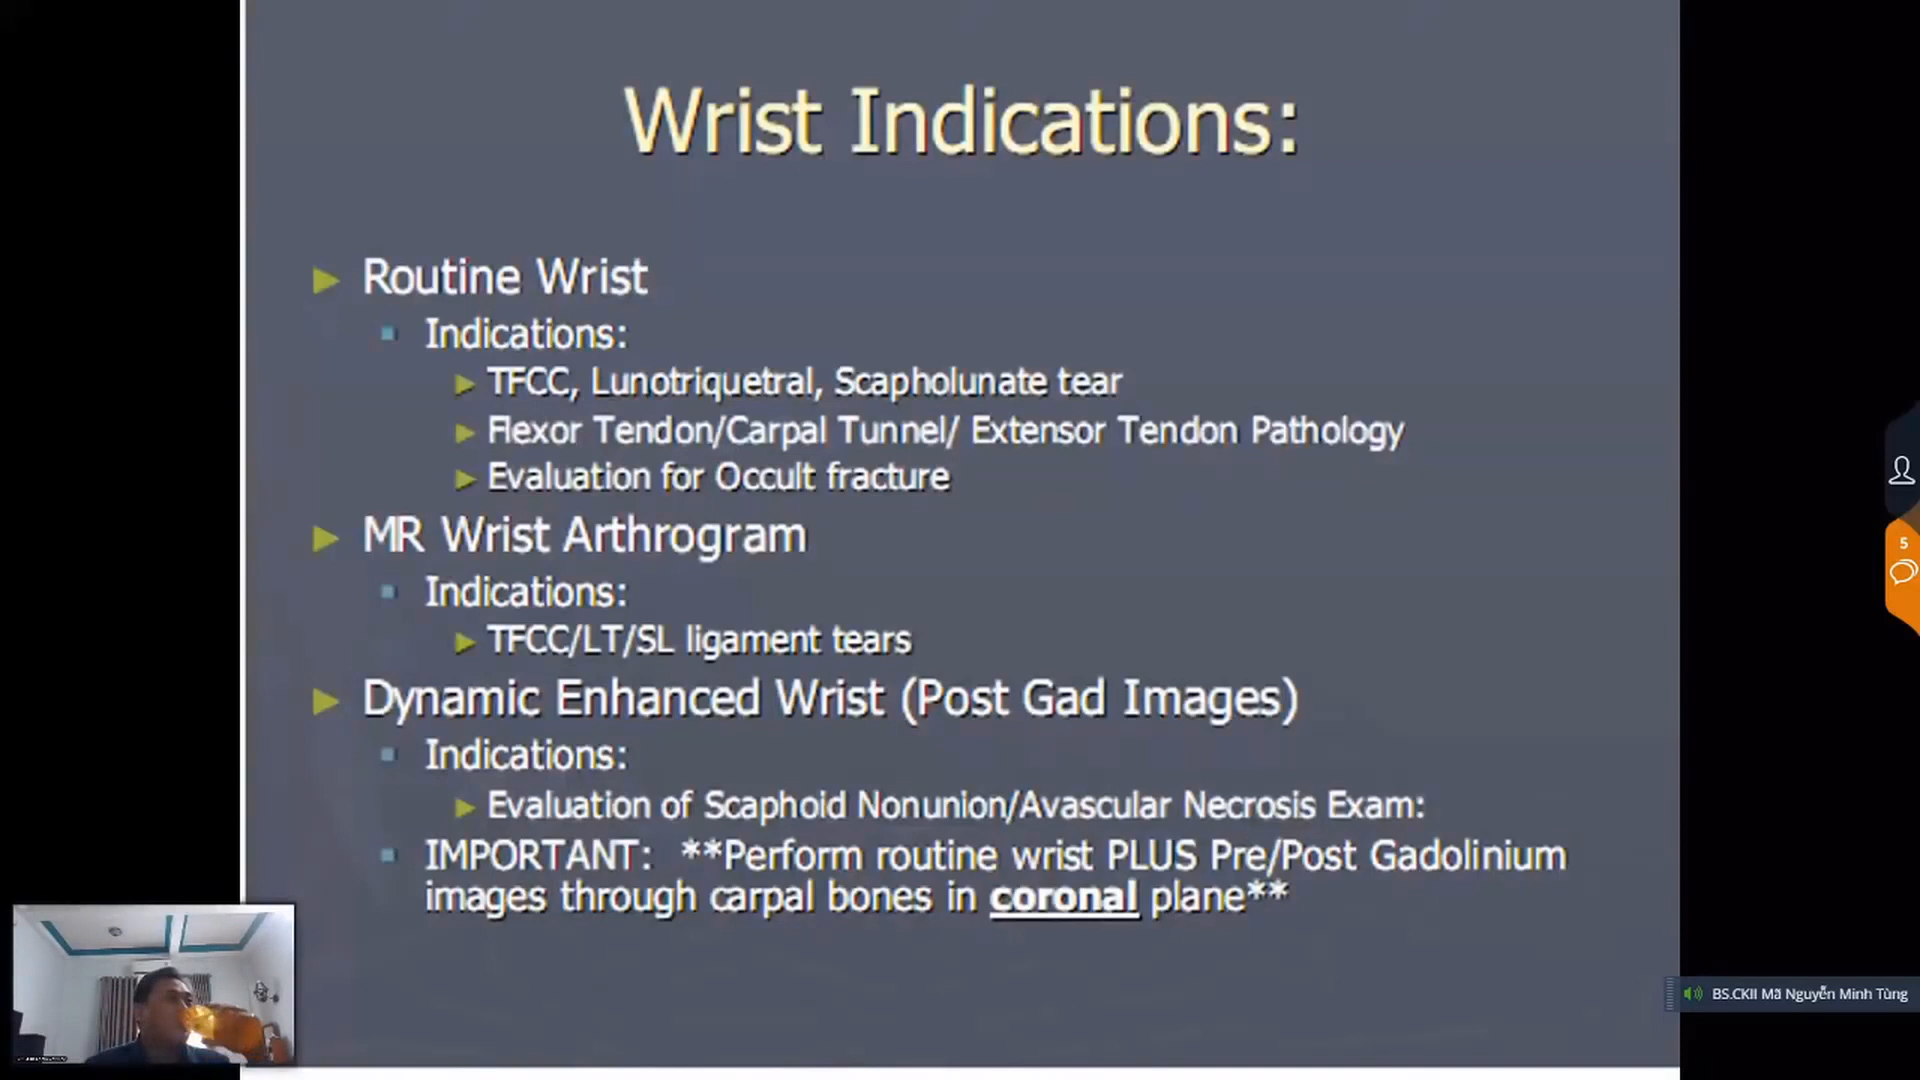 Wrist Indications:
Routine Wrist
Indications:
TFCC, Lunotriquetral, Scapholunate tear
Flexor Tendon/Carpal Tunnel/ Extensor Tendon Pathology
Evaluation for Occult fracture
MR Wrist Arthrogram
Indications:
TFCC/LT/SL ligament tears
Dynamic Enhanced Wrist (Post Gad Images)
Indications:
Evaluation of Scaphoid Nonunion/Avascular Necrosis Exam:
IMPORTANT: **Perform routine wrist PLUS Pre/Post Gadolinium
images through carpal bones in coronal plane**
5
BS.CKII Mã Nguyễn Minh Tùng